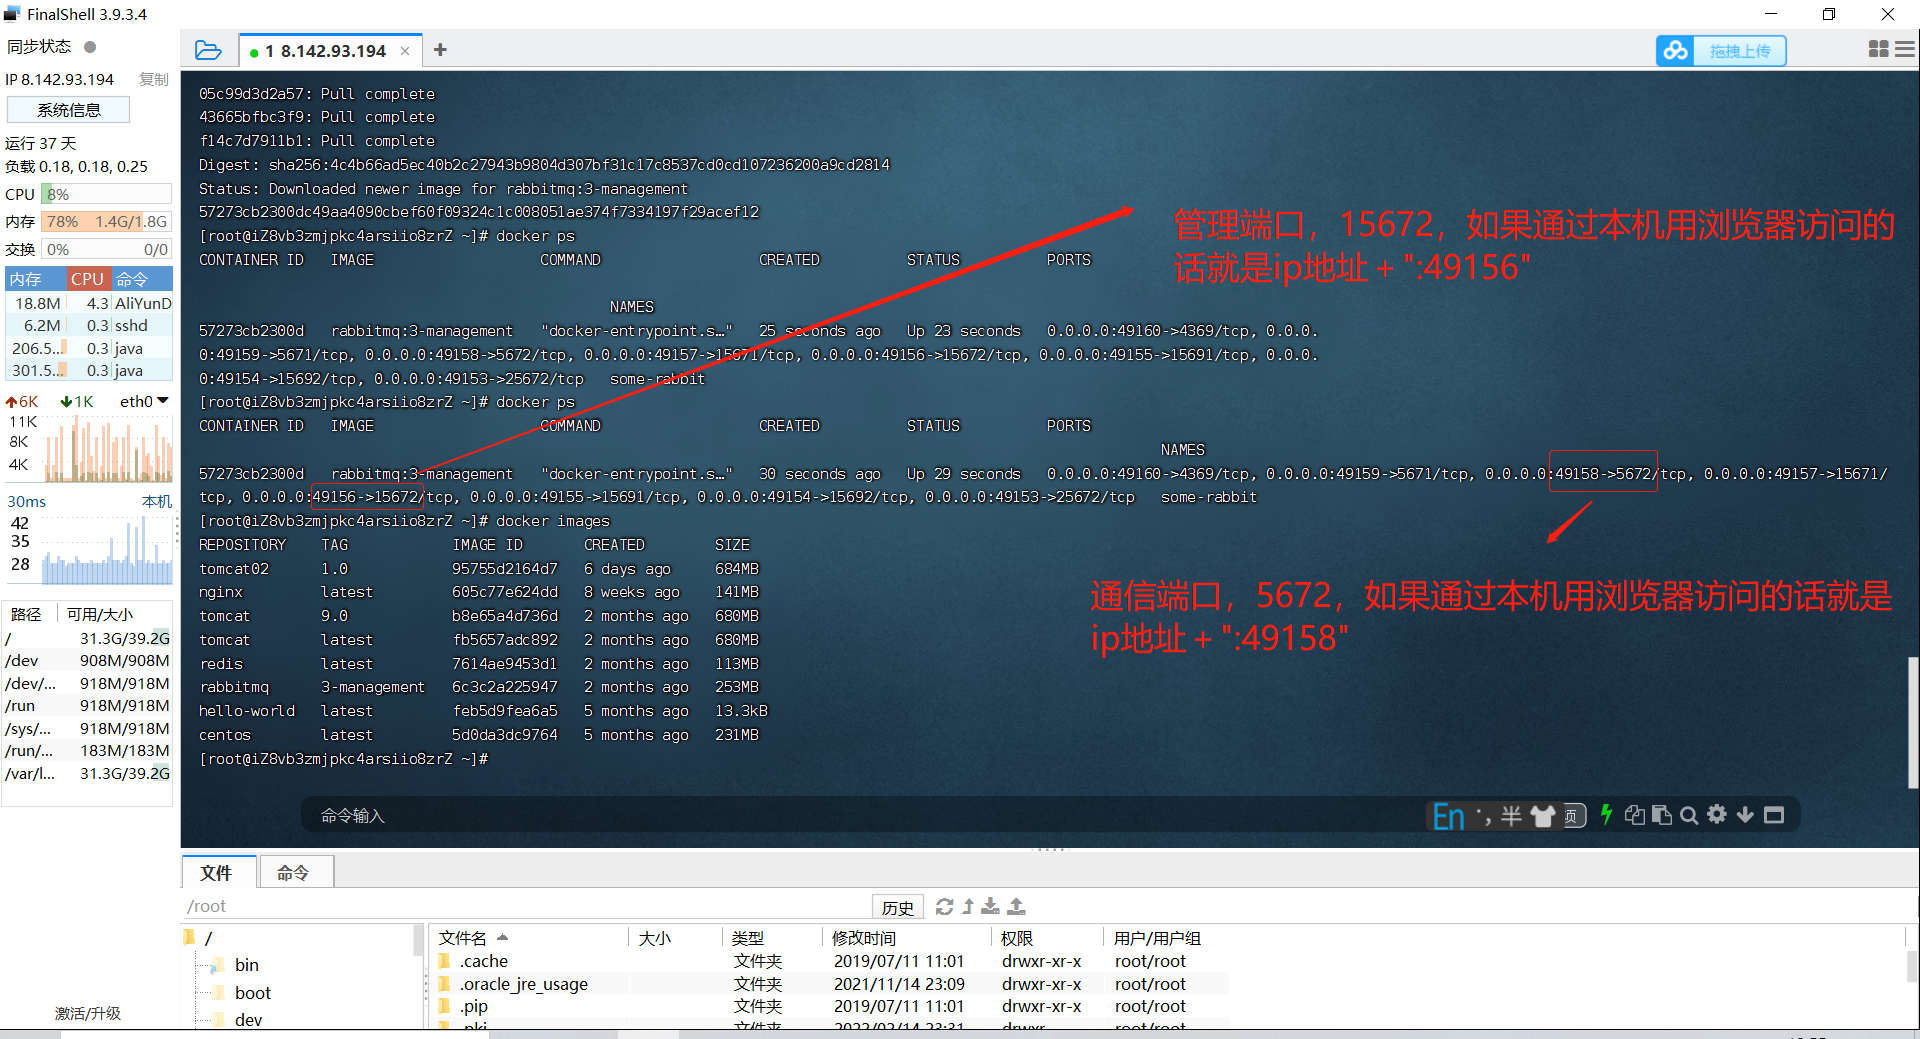 FinalShell 3.9.3.4
同步状态
IP 8.142.93.194 复制
系统信息
运行 37 天
负载 0.18, 0.18, 0.25
CPU 8%
内存 78% 1.4G/1.8G
交换 0% 0/0
内存 CPU 命令
18.8M 4.3 AliYunD
6.2M 0.3 sshd
206.5... 0.3 java
301.5... 0.3 java
6K 1K eth0
11K
8K
4K
30ms 本机
42
35
28
路径 可用/大小
/ 31.3G/39.2G
/dev 908M/908M
/dev/... 918M/918M
/run 918M/918M
/sys/... 918M/918M
/run/... 183M/183M
/var/l... 31.3G/39.2G
激活/升级
1 8.142.93.194
拖拽上传
05c99d3d2a57: Pull complete
43665bfbc3f9: Pull complete
f14c7d7911b1: Pull complete
Digest: sha256:4c4b66ad5ec40b2c27943b9804d307bf31c17c8537cd0cd107236200a9cd2814
Status: Downloaded newer image for rabbitmq:3-management
57273cb2300dc49aa4090cbef60f09324c1c008051ae374f7334197f29acef12
[root@iZ8vb3zmjpkc4arsiio8zrZ ~]# docker ps
CONTAINER ID IMAGE COMMAND CREATED STATUS PORTS
NAMES
57273cb2300d rabbitmq:3-management "docker-entrypoint.s…" 25 seconds ago Up 23 seconds 0.0.0.0:49160->4369/tcp, 0.0.0.
0:49159->5671/tcp, 0.0.0.0:49158->5672/tcp, 0.0.0.0:49157->15671/tcp, 0.0.0.0:49156->15672/tcp, 0.0.0.0:49155->15691/tcp, 0.0.0.
0:49154->15692/tcp, 0.0.0.0:49153->25672/tcp some-rabbit
[root@iZ8vb3zmjpkc4arsiio8zrZ ~]# docker ps
CONTAINER ID IMAGE COMMAND CREATED STATUS PORTS
NAMES
57273cb2300d rabbitmq:3-management "docker-entrypoint.s…" 30 seconds ago Up 29 seconds 0.0.0.0:49160->4369/tcp, 0.0.0.0:49159->5671/tcp, 0.0.0.0:49158->5672/tcp, 0.0.0.0:49157->15671/
tcp, 0.0.0.0:49156->15672/tcp, 0.0.0.0:49155->15691/tcp, 0.0.0.0:49154->15692/tcp, 0.0.0.0:49153->25672/tcp some-rabbit
[root@iZ8vb3zmjpkc4arsiio8zrZ ~]# docker images
REPOSITORY TAG IMAGE ID CREATED SIZE
tomcat02 1.0 95755d2164d7 6 days ago 684MB
nginx latest 605c77e624dd 8 weeks ago 141MB
tomcat 9.0 b8e65a4d736d 2 months ago 680MB
tomcat latest fb5657adc892 2 months ago 680MB
redis latest 7614ae9453d1 2 months ago 113MB
rabbitmq 3-management 6c3c2a225947 2 months ago 253MB
hello-world latest feb5d9fea6a5 5 months ago 13.3kB
centos latest 5d0da3dc9764 5 months ago 231MB
[root@iZ8vb3zmjpkc4arsiio8zrZ ~]#
管理端口，15672，如果通过本机用浏览器访问的
话就是ip地址 + ":49156"
通信端口，5672，如果通过本机用浏览器访问的话就是
ip地址 + ":49158"
命令输入
En 半
文件 命令
/root 历史
/
bin
boot
dev
文件名 大小 类型 修改时间 权限 用户/用户组
.cache 文件夹 2019/07/11 11:01 drwxr-xr-x root/root
.oracle_jre_usage 文件夹 2021/11/14 23:09 drwxr-xr-x root/root
.pip 文件夹 2019/07/11 11:01 drwxr-xr-x root/root
.pki 文件夹 2022/02/14 23:31 drwxr----- root/root